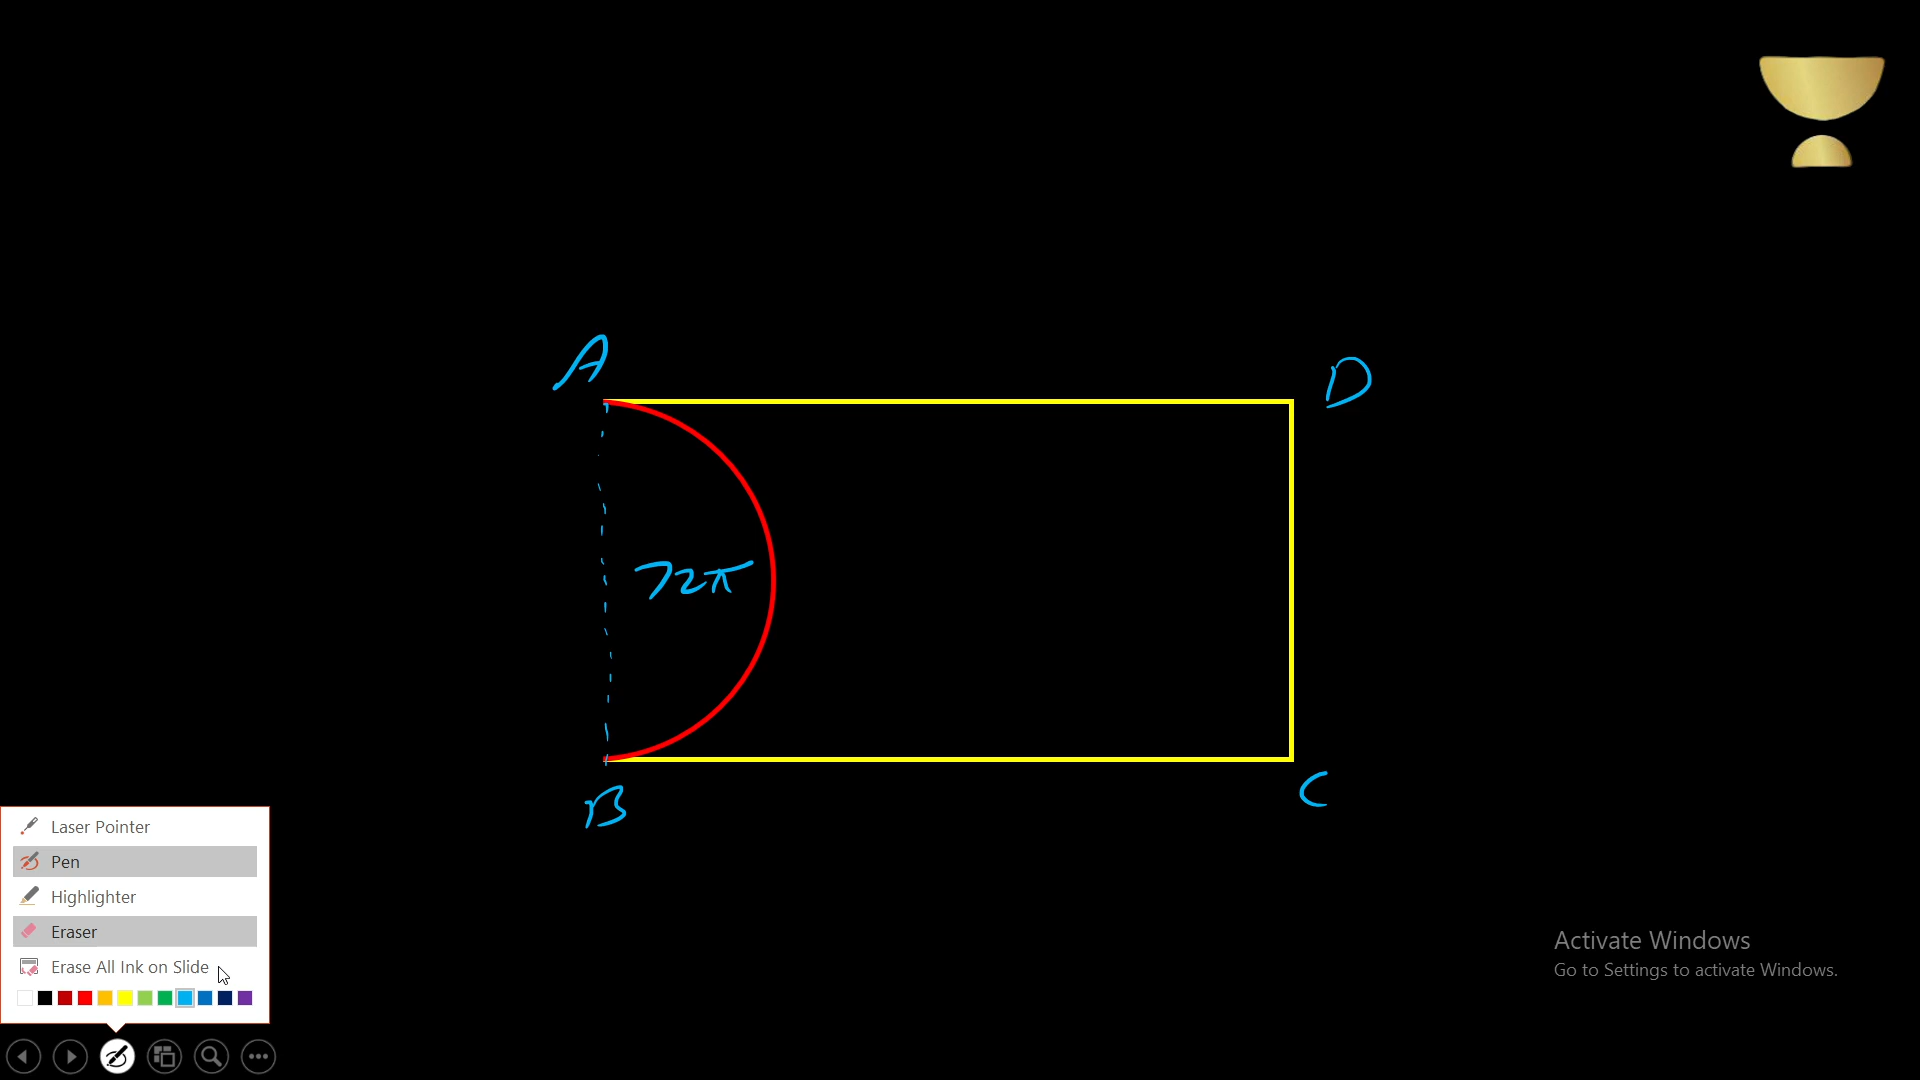 A
D
72π
B
C
Laser Pointer
Pen
Highlighter
Eraser
Erase All Ink on Slide
Activate Windows
Go to Settings to activate Windows.